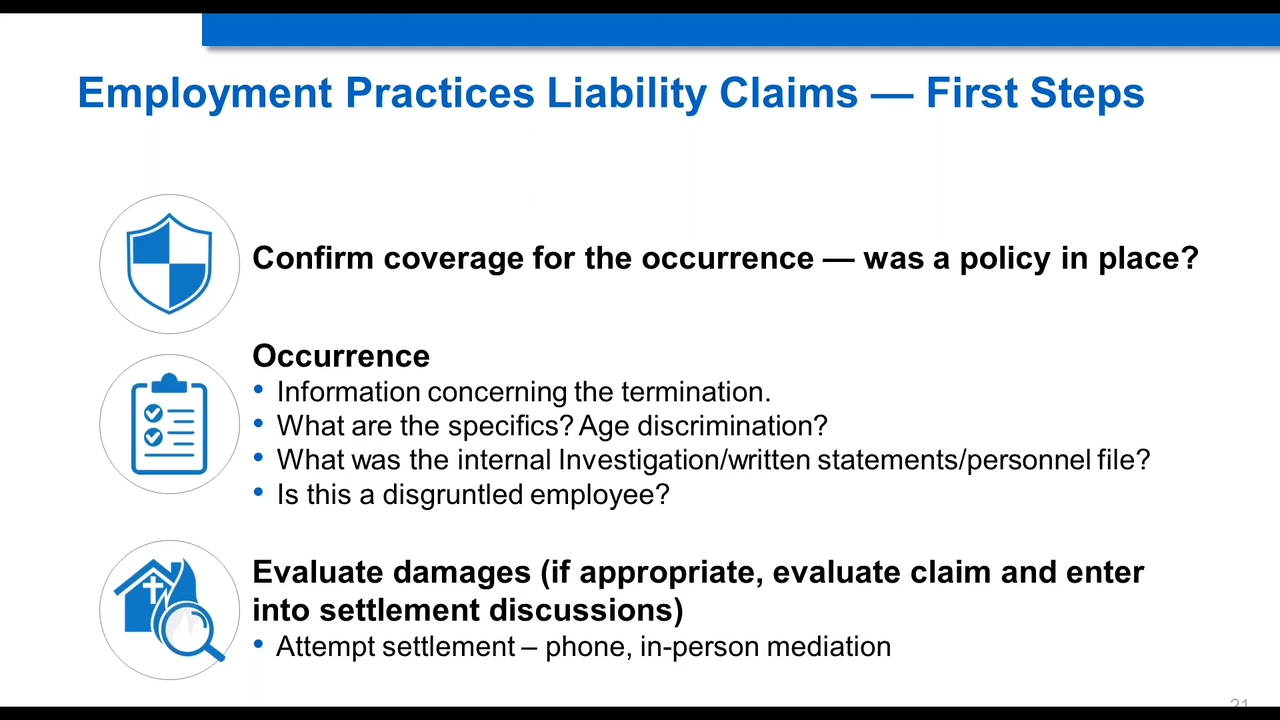 Employment Practices Liability Claims — First Steps
Confirm coverage for the occurrence — was a policy in place?
Occurrence
• Information concerning the termination.
• What are the specifics? Age discrimination?
• What was the internal Investigation/written statements/personnel file?
• Is this a disgruntled employee?
Evaluate damages (if appropriate, evaluate claim and enter
into settlement discussions)
• Attempt settlement – phone, in-person mediation
21